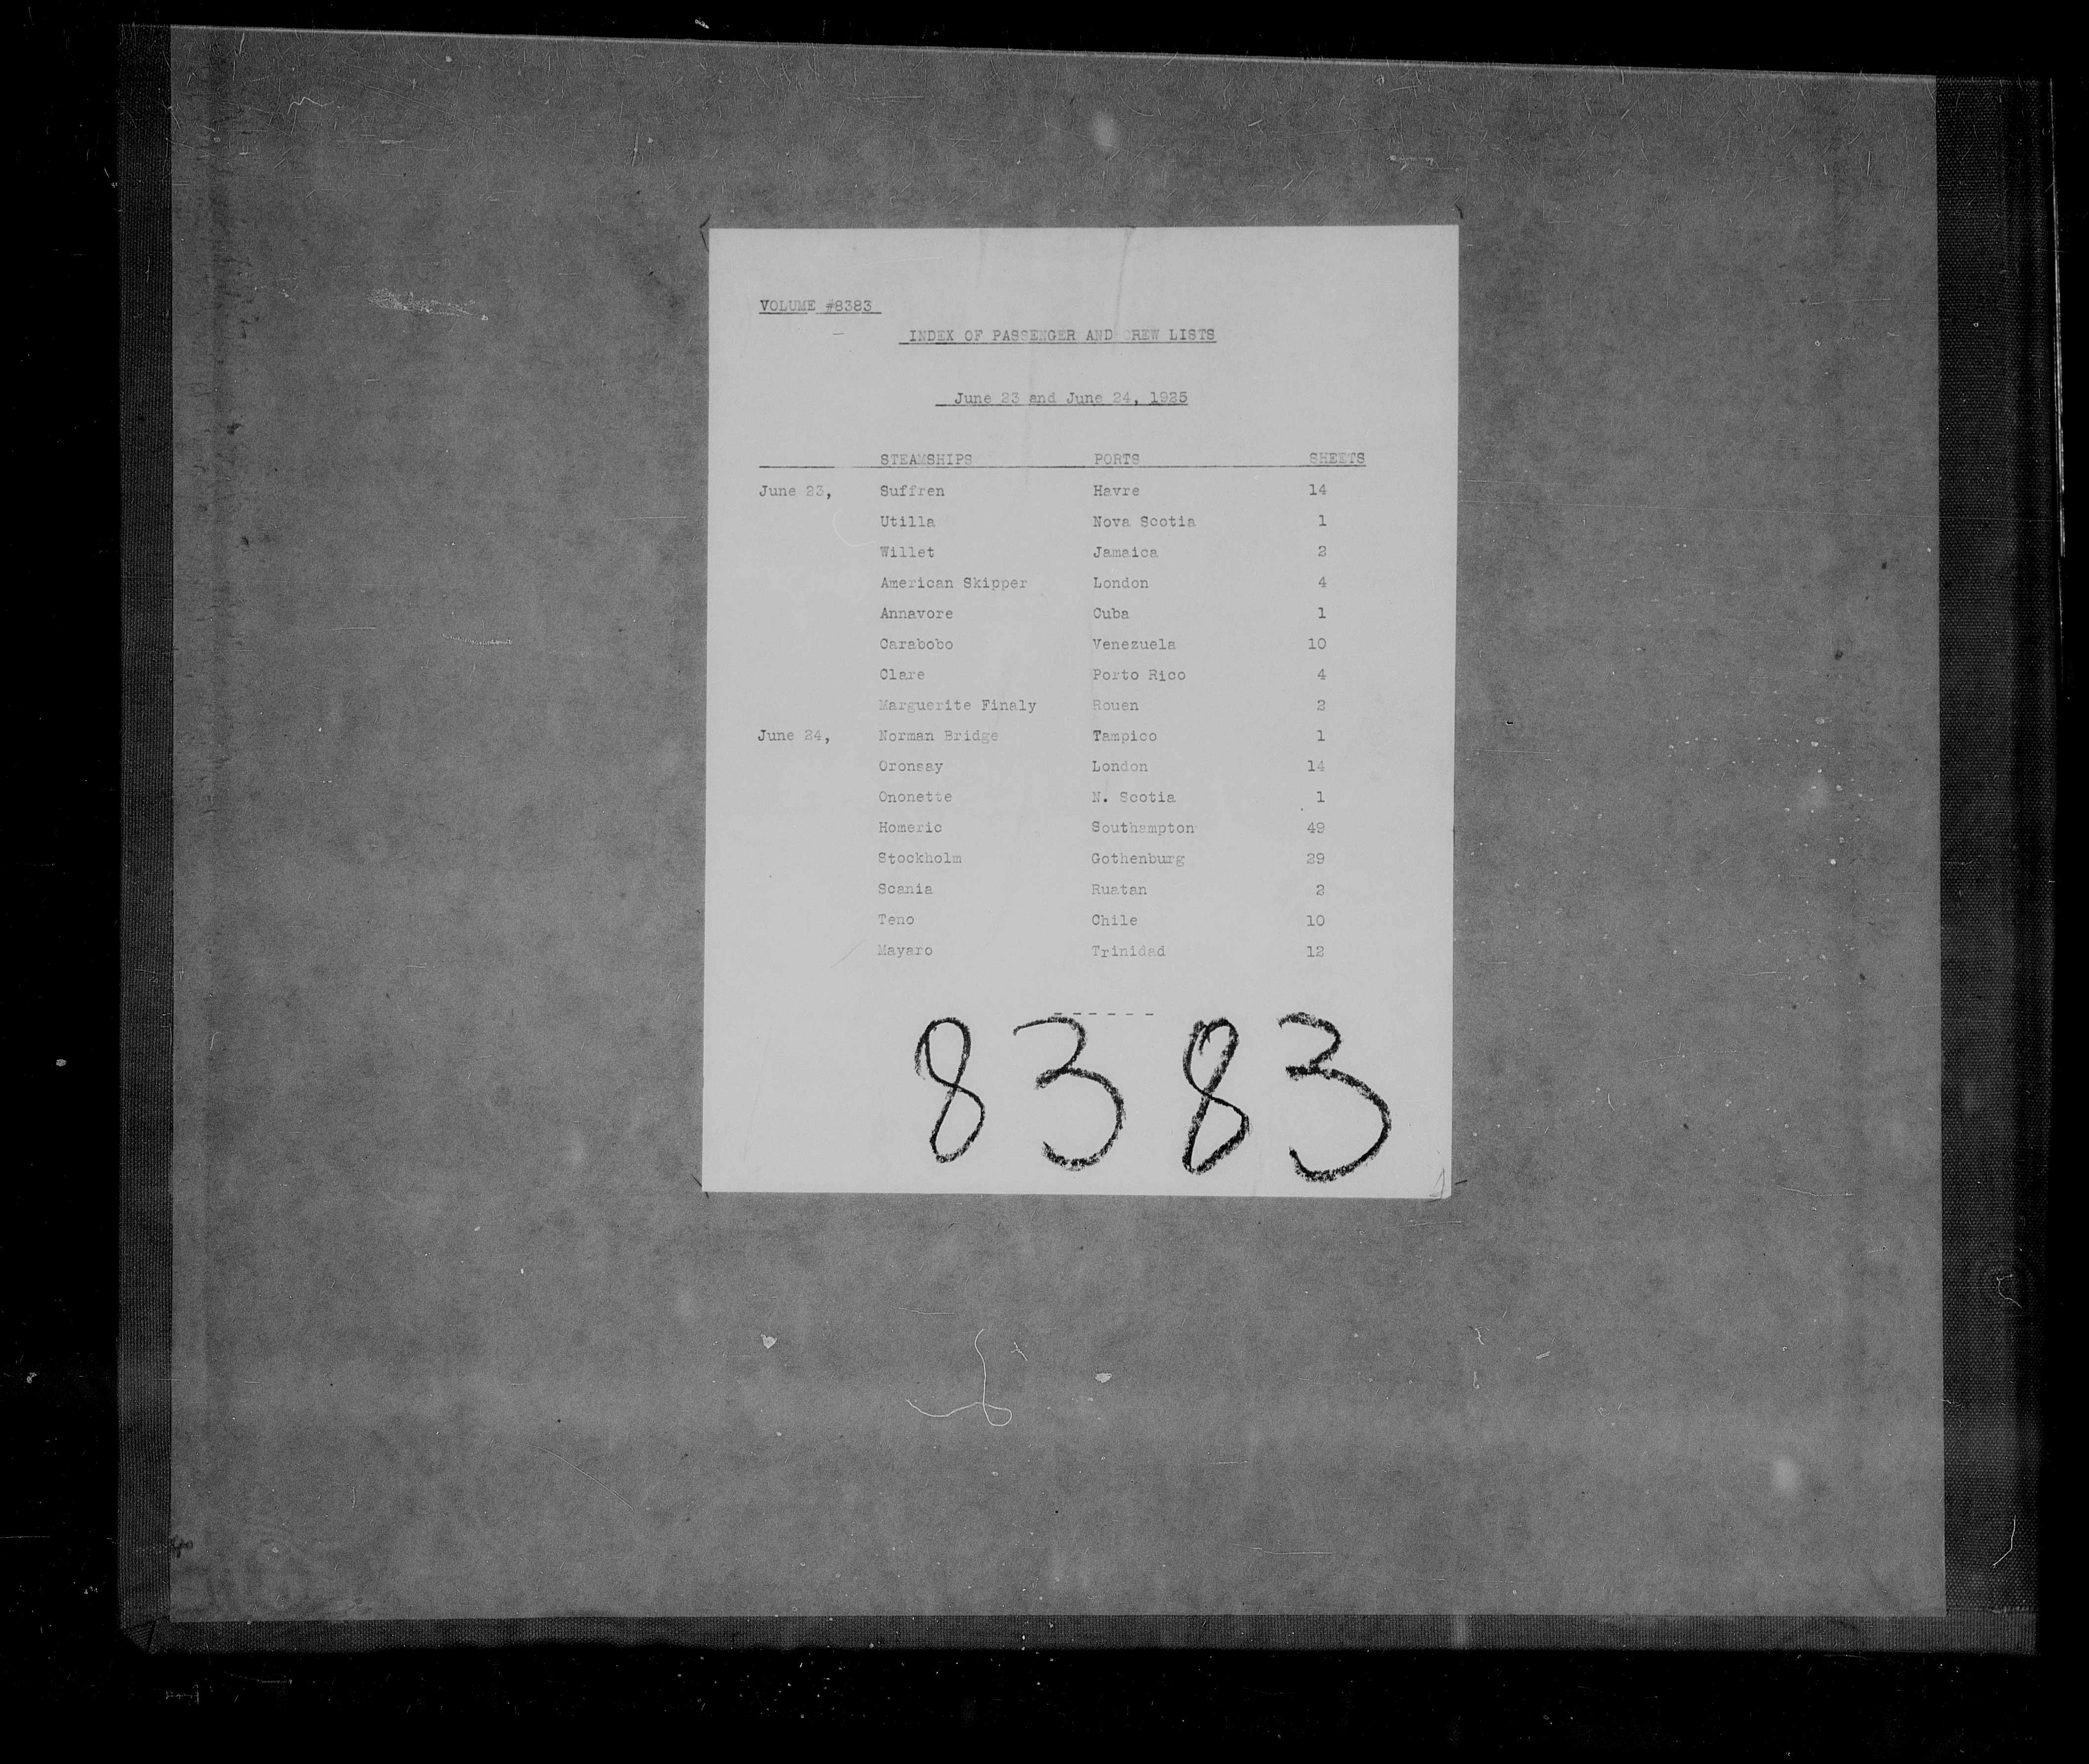 VOLUME #8383
INDEX OF PASSENGER AND CREW LISTS
June 23 and June 24, 1925
STEAMSHIPS PORTS SHEETS
June 23, Suffren Havre 14
Utilla Nova Scotia 1
Willet Jamaica 2
American Skipper London 4
Annavore Cuba 1
Carabobo Venezuela 10
Clare Porto Rico 4
Marguerite Finaly Rouen 2
June 24, Norman Bridge Tampico 1
Oronsay London 14
Ononette N. Scotia 1
Homeric Southampton 49
Stockholm Gothenburg 29
Scania Ruatan 2
Teno Chile 10
Mayaro Trinidad 12
------
8383